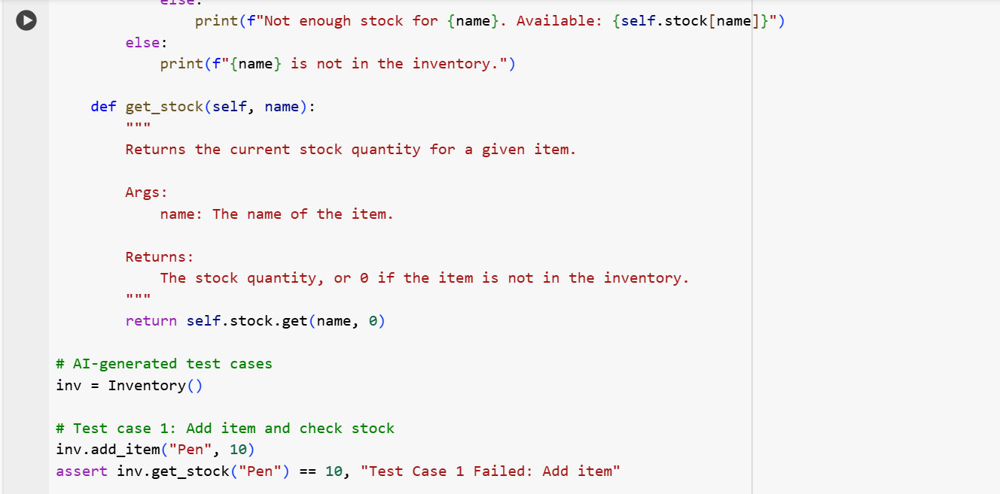 else:
print(f"Not enough stock for {name}. Available: {self.stock[name]}")
else:
print(f"{name} is not in the inventory.")
def get_stock(self, name):
"""
Returns the current stock quantity for a given item.
Args:
name: The name of the item.
Returns:
The stock quantity, or 0 if the item is not in the inventory.
"""
return self.stock.get(name, 0)
# AI-generated test cases
inv = Inventory()
# Test case 1: Add item and check stock
inv.add_item("Pen", 10)
assert inv.get_stock("Pen") == 10, "Test Case 1 Failed: Add item"